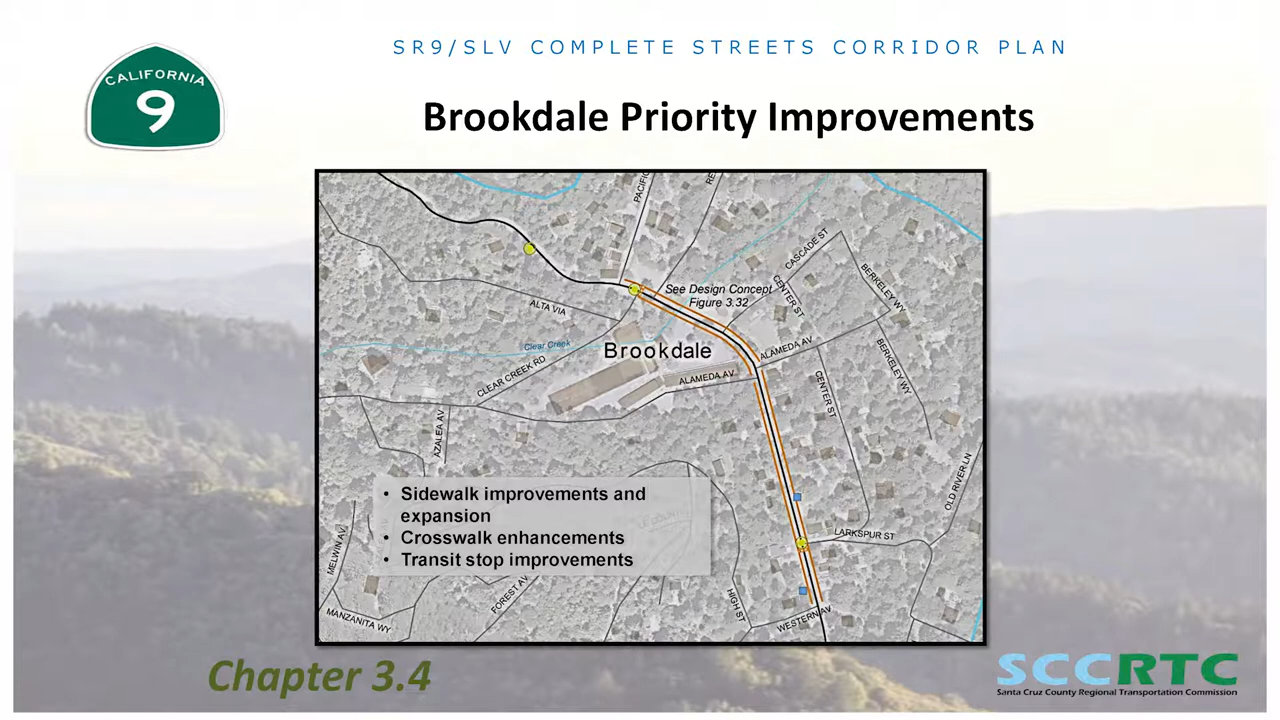 SR9/SLV COMPLETE STREETS CORRIDOR PLAN
CALIFORNIA
9
Brookdale Priority Improvements
PACIFIC
CASCADE ST
BERKELEY WY
See Design Concept
Figure 3.32
CENTER ST
ALTA VIA
Clear Creek
Brookdale
ALAMEDA AV
BERKELEY WY
CLEAR CREEK RD
ALAMEDA AV
CENTER ST
AZALEA AV
OLD RIVER LN
• Sidewalk improvements and
expansion
• Crosswalk enhancements
• Transit stop improvements
LARKSPUR ST
MELWIN AV
FOREST AV
HIGH ST
MANZANITA WY
WESTERN AV
Chapter 3.4
SCCRTC
Santa Cruz County Regional Transportation Commission